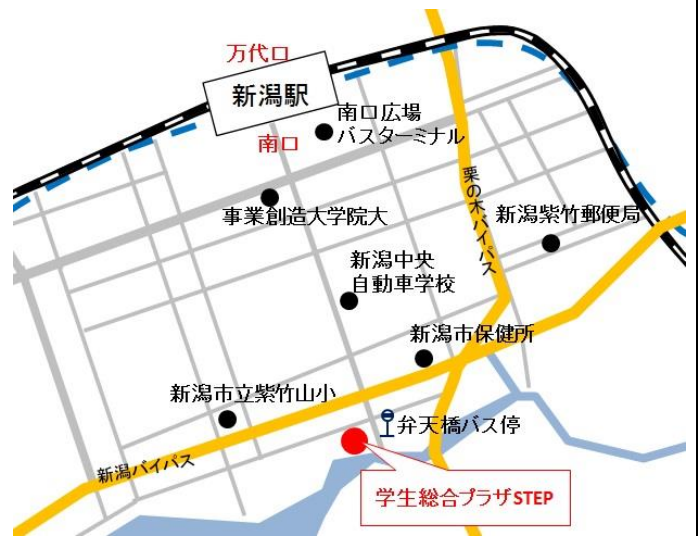 万代口
新潟駅
南口広場
バスターミナル
南口
事業創造大学院大
栗の木バイパス
新潟紫竹郵便局
新潟中央
自動車学校
新潟市保健所
新潟市立紫竹山小
弁天橋バス停
新潟バイパス
学生総合プラザSTEP